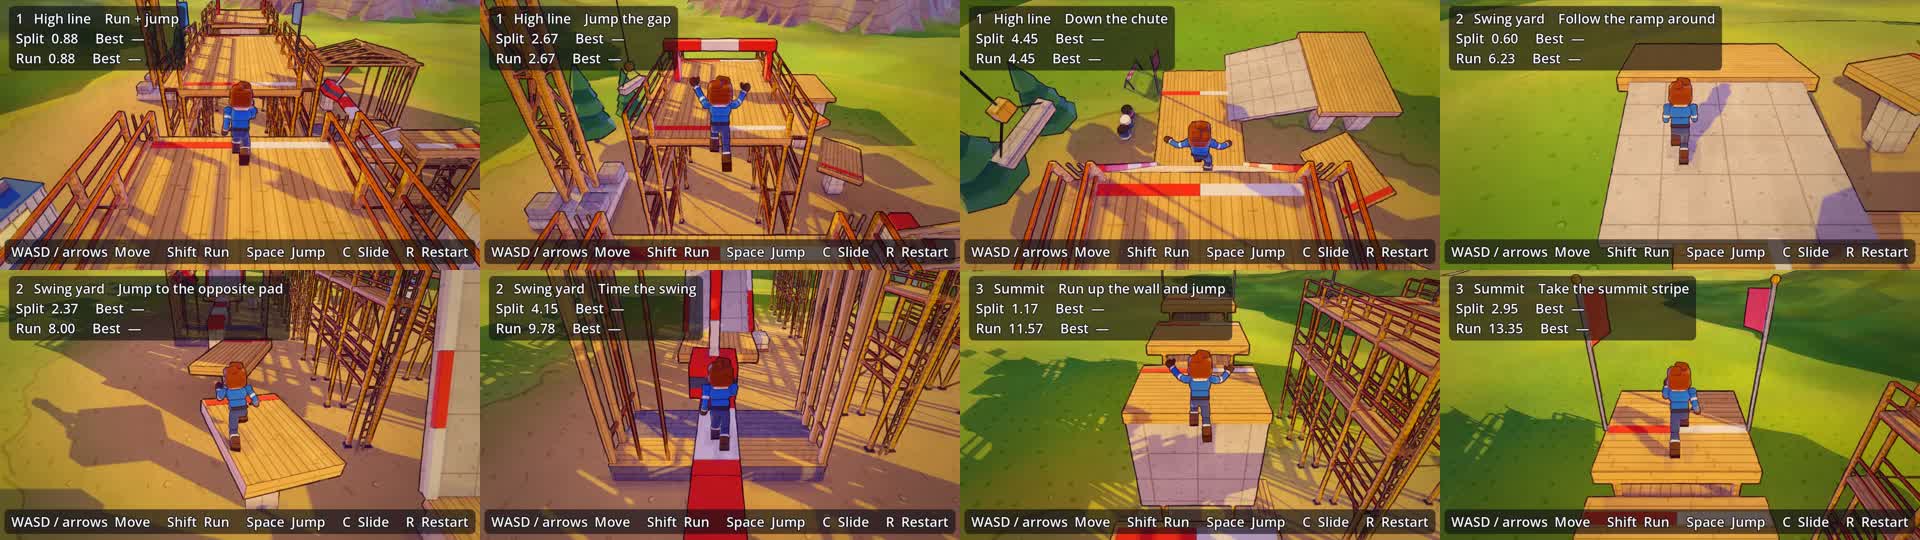 1 High line Run + jump
Split 0.88 Best —
Run 0.88 Best —
WASD / arrows Move Shift Run Space Jump C Slide R Restart
1 High line Jump the gap
Split 2.67 Best —
Run 2.67 Best —
WASD / arrows Move Shift Run Space Jump C Slide R Restart
1 High line Down the chute
Split 4.45 Best —
Run 4.45 Best —
WASD / arrows Move Shift Run Space Jump C Slide R Restart
2 Swing yard Follow the ramp around
Split 0.60 Best —
Run 6.23 Best —
WASD / arrows Move Shift Run Space Jump C Slide R Restart
2 Swing yard Jump to the opposite pad
Split 2.37 Best —
Run 8.00 Best —
WASD / arrows Move Shift Run Space Jump C Slide R Restart
2 Swing yard Time the swing
Split 4.15 Best —
Run 9.78 Best —
WASD / arrows Move Shift Run Space Jump C Slide R Restart
3 Summit Run up the wall and jump
Split 1.17 Best —
Run 11.57 Best —
WASD / arrows Move Shift Run Space Jump C Slide R Restart
3 Summit Take the summit stripe
Split 2.95 Best —
Run 13.35 Best —
WASD / arrows Move Shift Run Space Jump C Slide R Restart